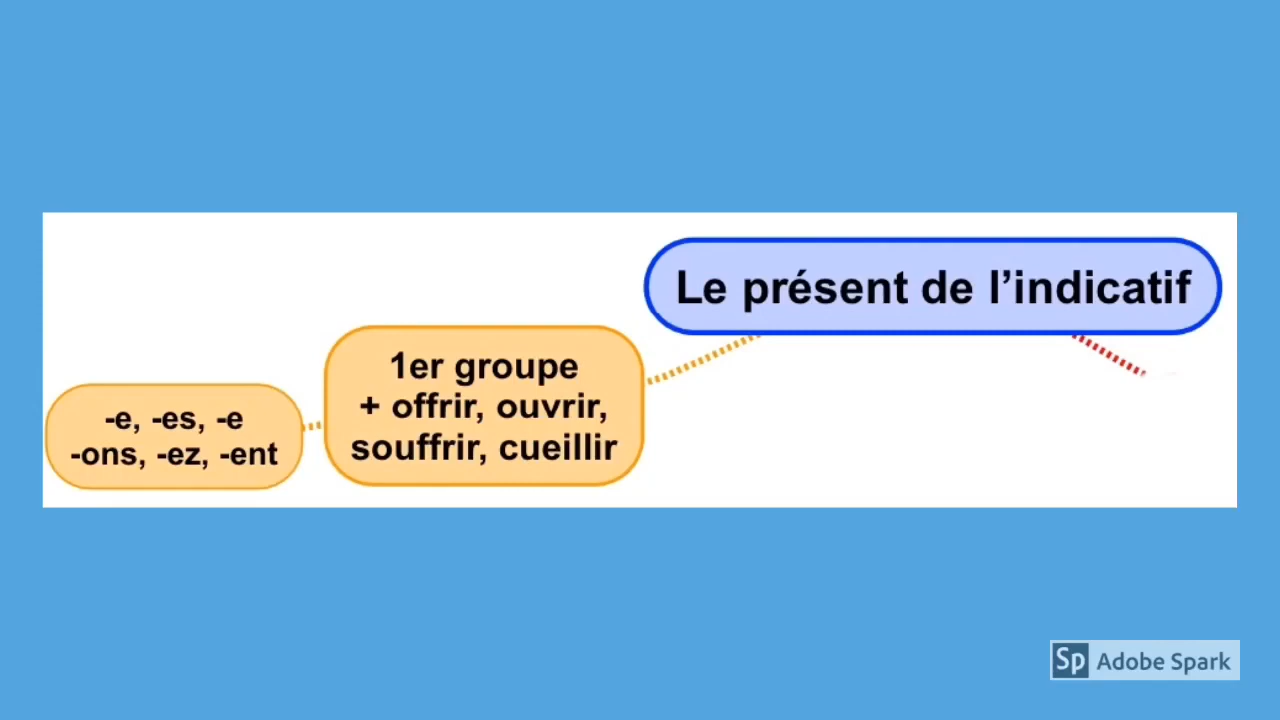 Le présent de l'indicatif
1er groupe
+ offrir, ouvrir,
souffrir, cueillir
-e, -es, -e
-ons, -ez, -ent
Sp Adobe Spark